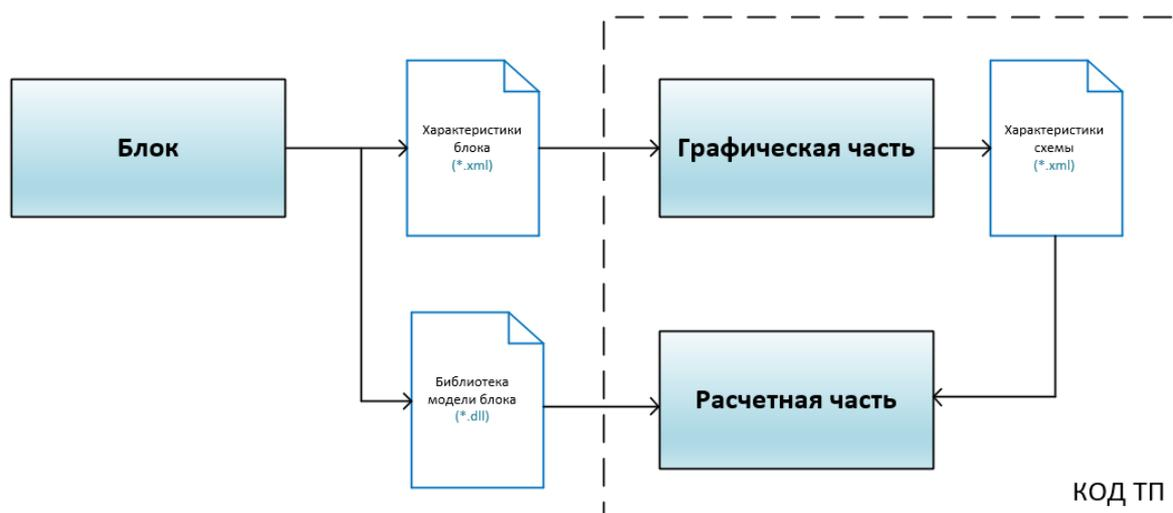 Блок
Характеристики
блока
(*.xml)
Графическая часть
Характеристики
схемы
(*.xml)
Библиотека
модели блока
(*.dll)
Расчетная часть
КОД ТП